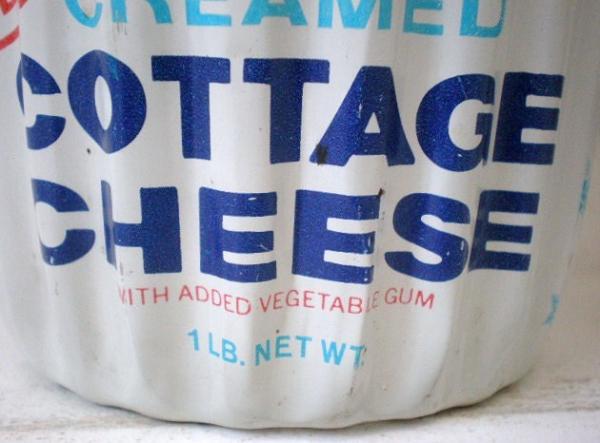 CREAMED
COTTAGE
CHEESE
WITH ADDED VEGETABLE GUM
1 LB. NET WT.